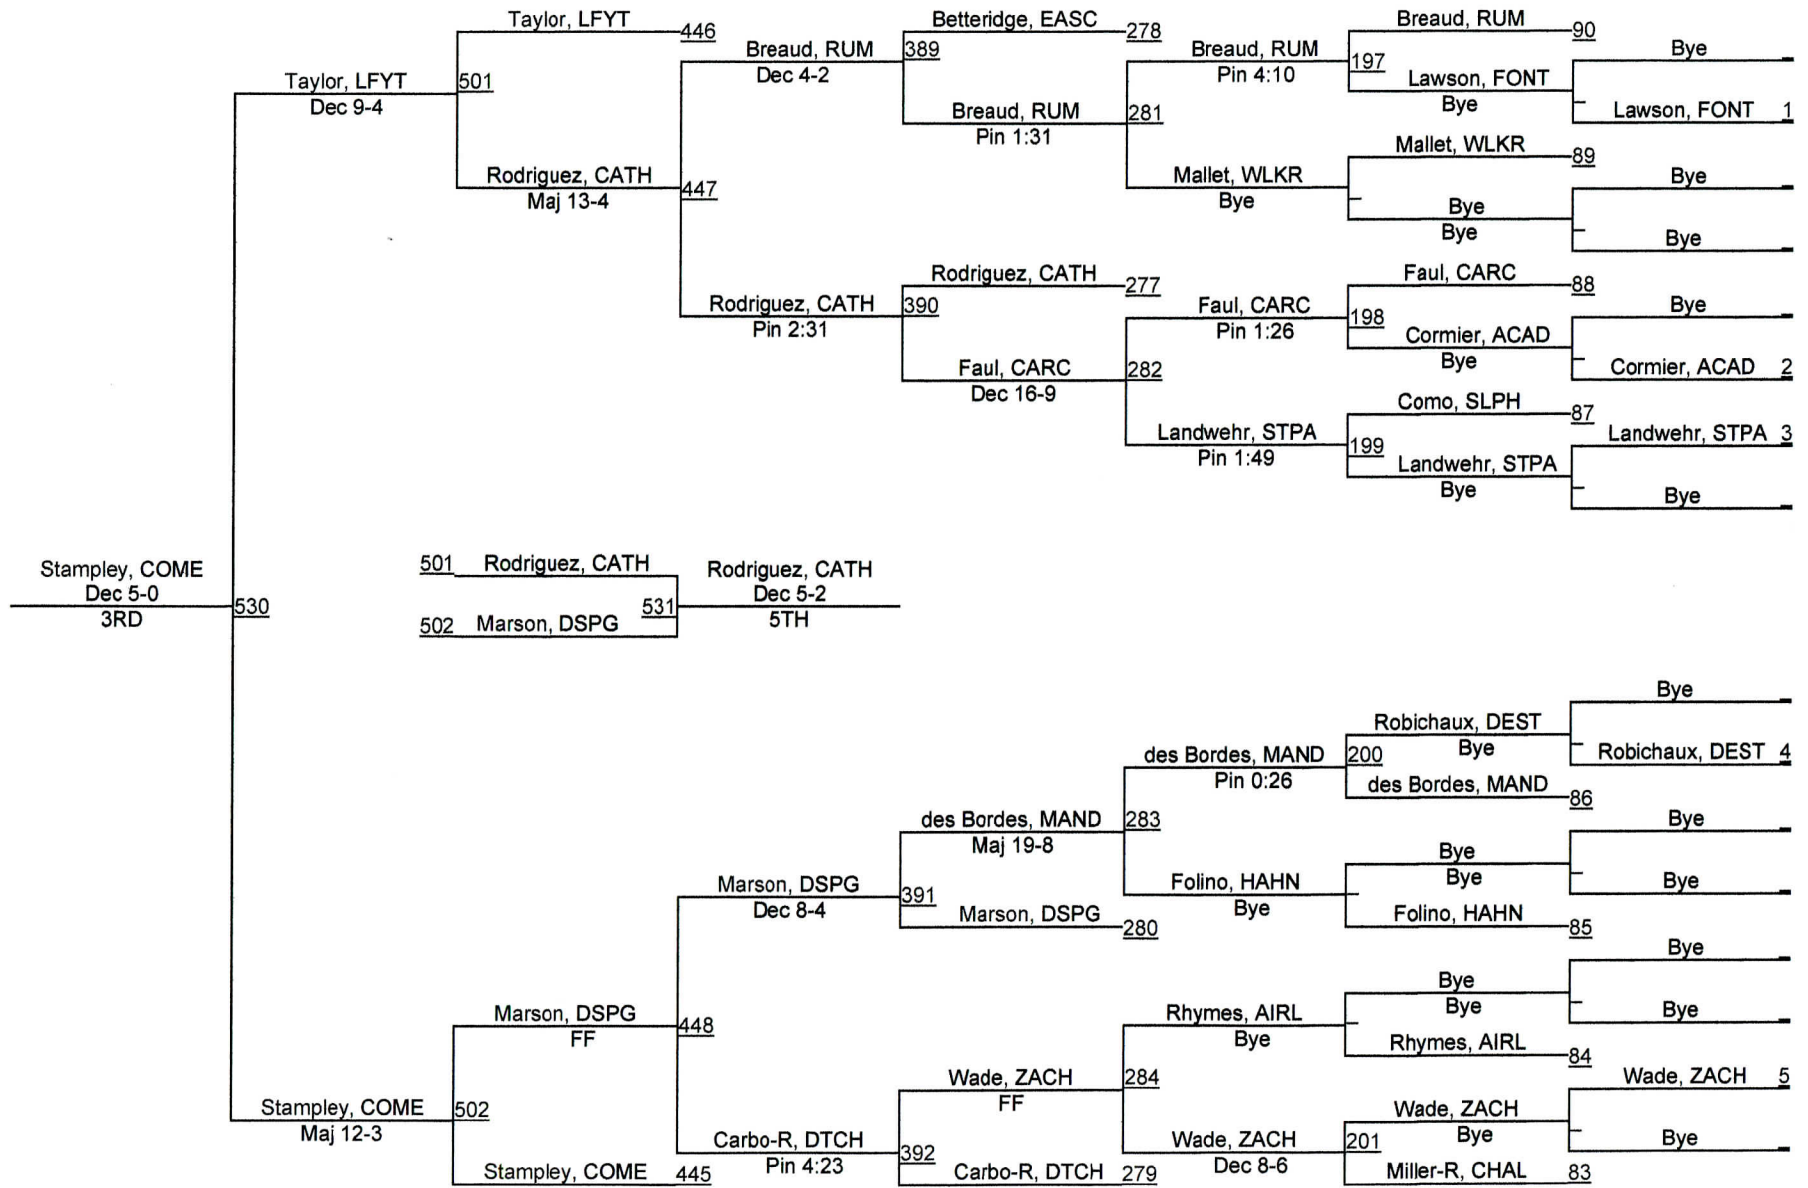 Taylor, LFYT 446 Betteridge, EASC 278 Breaud, RUM 90
Breaud, RUM 389 Breaud, RUM Bye
Dec 4-2 Pin 4:10 197
Taylor, LFYT 501 Lawson, FONT
Dec 9-4 Bye
Breaud, RUM 281 Lawson, FONT 1
Pin 1:31
Mallet, WLKR 89
Rodriguez, CATH 447 Mallet, WLKR Bye
Maj 13-4 Bye
Bye
Bye
Bye
Rodriguez, CATH 277 Faul, CARC 88
Rodriguez, CATH 390 Faul, CARC Bye
Pin 2:31 Pin 1:26 198
Cormier, ACAD
Bye
Faul, CARC 282 Cormier, ACAD 2
Dec 16-9
Como, SLPH 87
Landwehr, STPA Landwehr, STPA 3
Pin 1:49 199
Landwehr, STPA
Bye
Bye
Stampley, COME 501 Rodriguez, CATH Rodriguez, CATH
Dec 5-0 Dec 5-2
530 531
3RD 502 Marson, DSPG 5TH
Bye
Robichaux, DEST
Bye
des Bordes, MAND 200 Robichaux, DEST 4
Pin 0:26
des Bordes, MAND 86
des Bordes, MAND 283 Bye
Maj 19-8
Bye
Bye
Marson, DSPG Folino, HAHN Bye
Dec 8-4 391 Bye
Marson, DSPG 280 Folino, HAHN 85
Bye
Bye
Bye
Marson, DSPG 448 Rhymes, AIRL Bye
FF Bye
Rhymes, AIRL 84
Wade, ZACH 284 Wade, ZACH 5
FF
Stampley, COME 502 Wade, ZACH
Maj 12-3 Bye
Carbo-R, DTCH 392 Wade, ZACH 201 Bye
Pin 4:23 Dec 8-6
Stampley, COME 445 Carbo-R, DTCH 279 Miller-R, CHAL 83